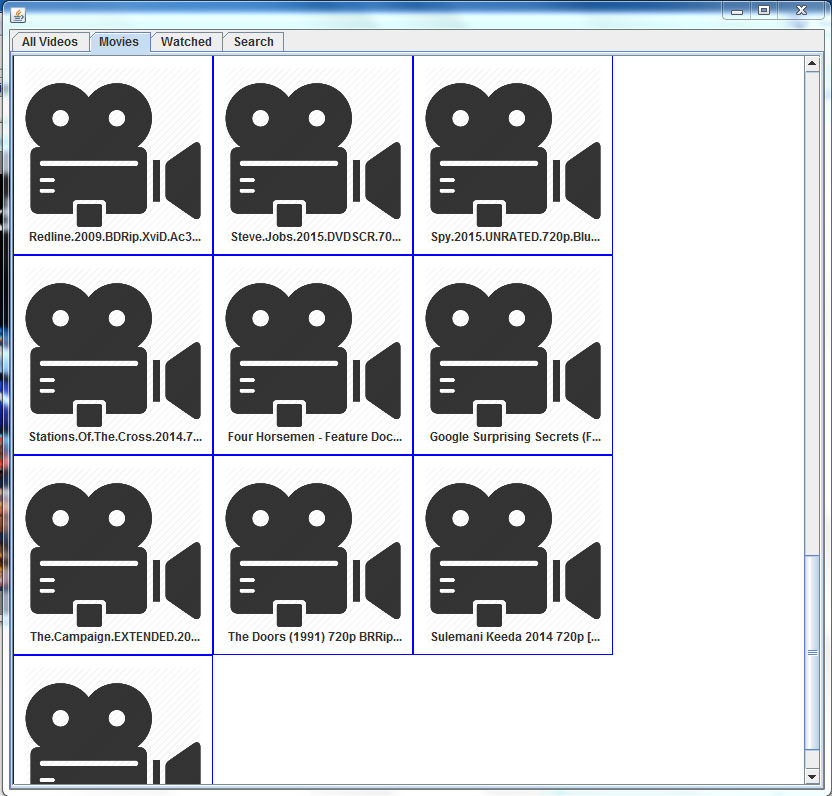 All Videos
Movies
Watched
Search
Redline.2009.BDRip.XviD.Ac3...
Steve.Jobs.2015.DVDSCR.70...
Spy.2015.UNRATED.720p.Blu...
Stations.Of.The.Cross.2014.7...
Four Horsemen - Feature Doc...
Google Surprising Secrets (F...
The.Campaign.EXTENDED.20...
The Doors (1991) 720p BRRip...
Sulemani Keeda 2014 720p [...